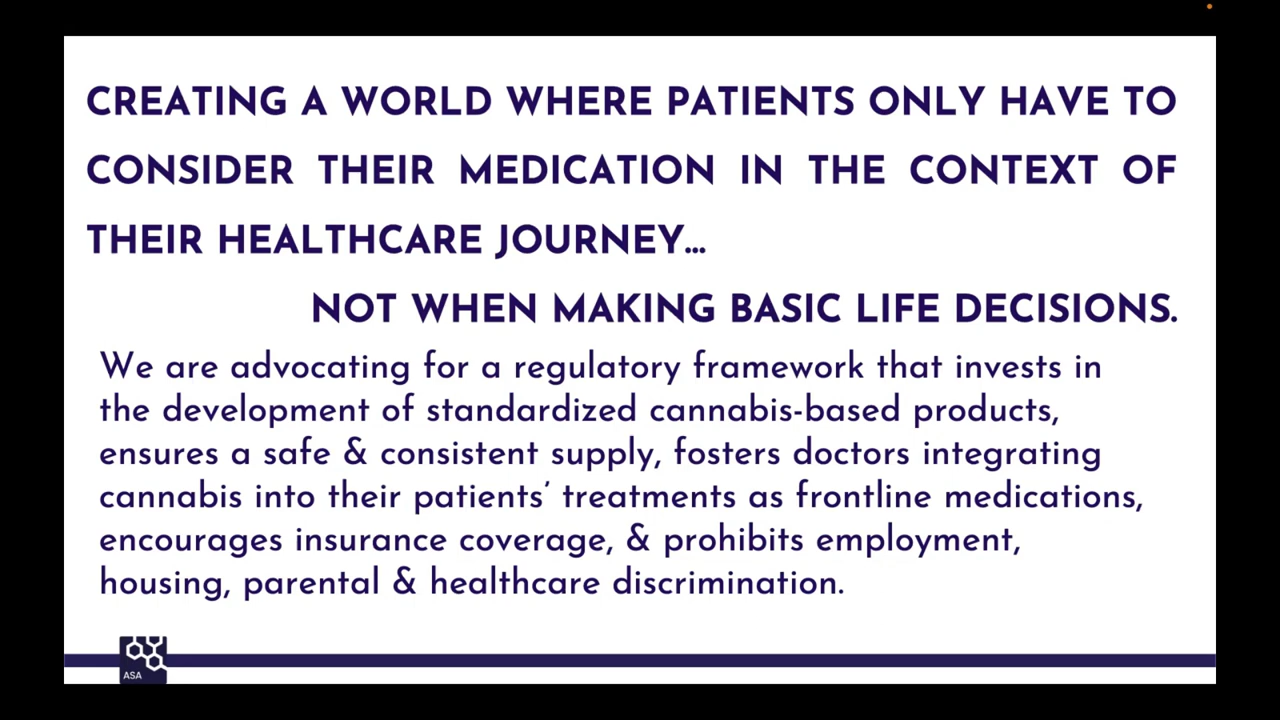 CREATING A WORLD WHERE PATIENTS ONLY HAVE TO
CONSIDER THEIR MEDICATION IN THE CONTEXT OF
THEIR HEALTHCARE JOURNEY...
NOT WHEN MAKING BASIC LIFE DECISIONS.
We are advocating for a regulatory framework that invests in
the development of standardized cannabis-based products,
ensures a safe & consistent supply, fosters doctors integrating
cannabis into their patients' treatments as frontline medications,
encourages insurance coverage, & prohibits employment,
housing, parental & healthcare discrimination.
ASA